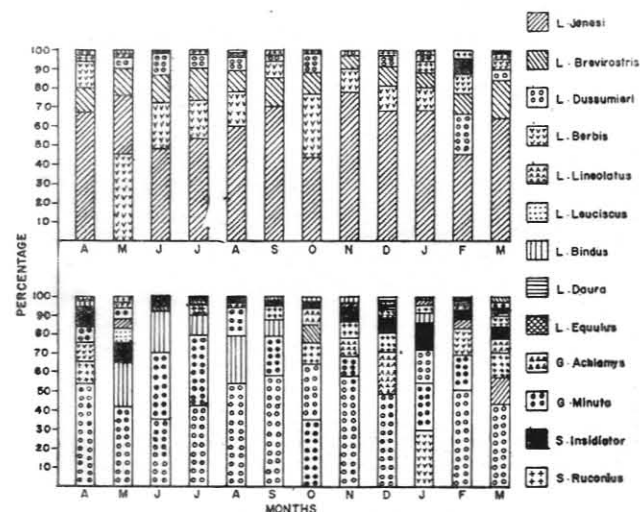 PERCENTAGE
100
90
80
70
60
50
40
30
20
10
A M J J A S O N D J F M
100
90
80
70
60
50
40
30
20
10
A M J J A S O N D J F M
MONTHS
L. Jonesi
L. Brevirostris
L. Dussumieri
L. Berbis
L. Lineolatus
L. Leuciscus
L. Bindus
L. Daura
L. Equulus
G. Achlamys
G. Minuta
S. Insidiator
S. Ruconius